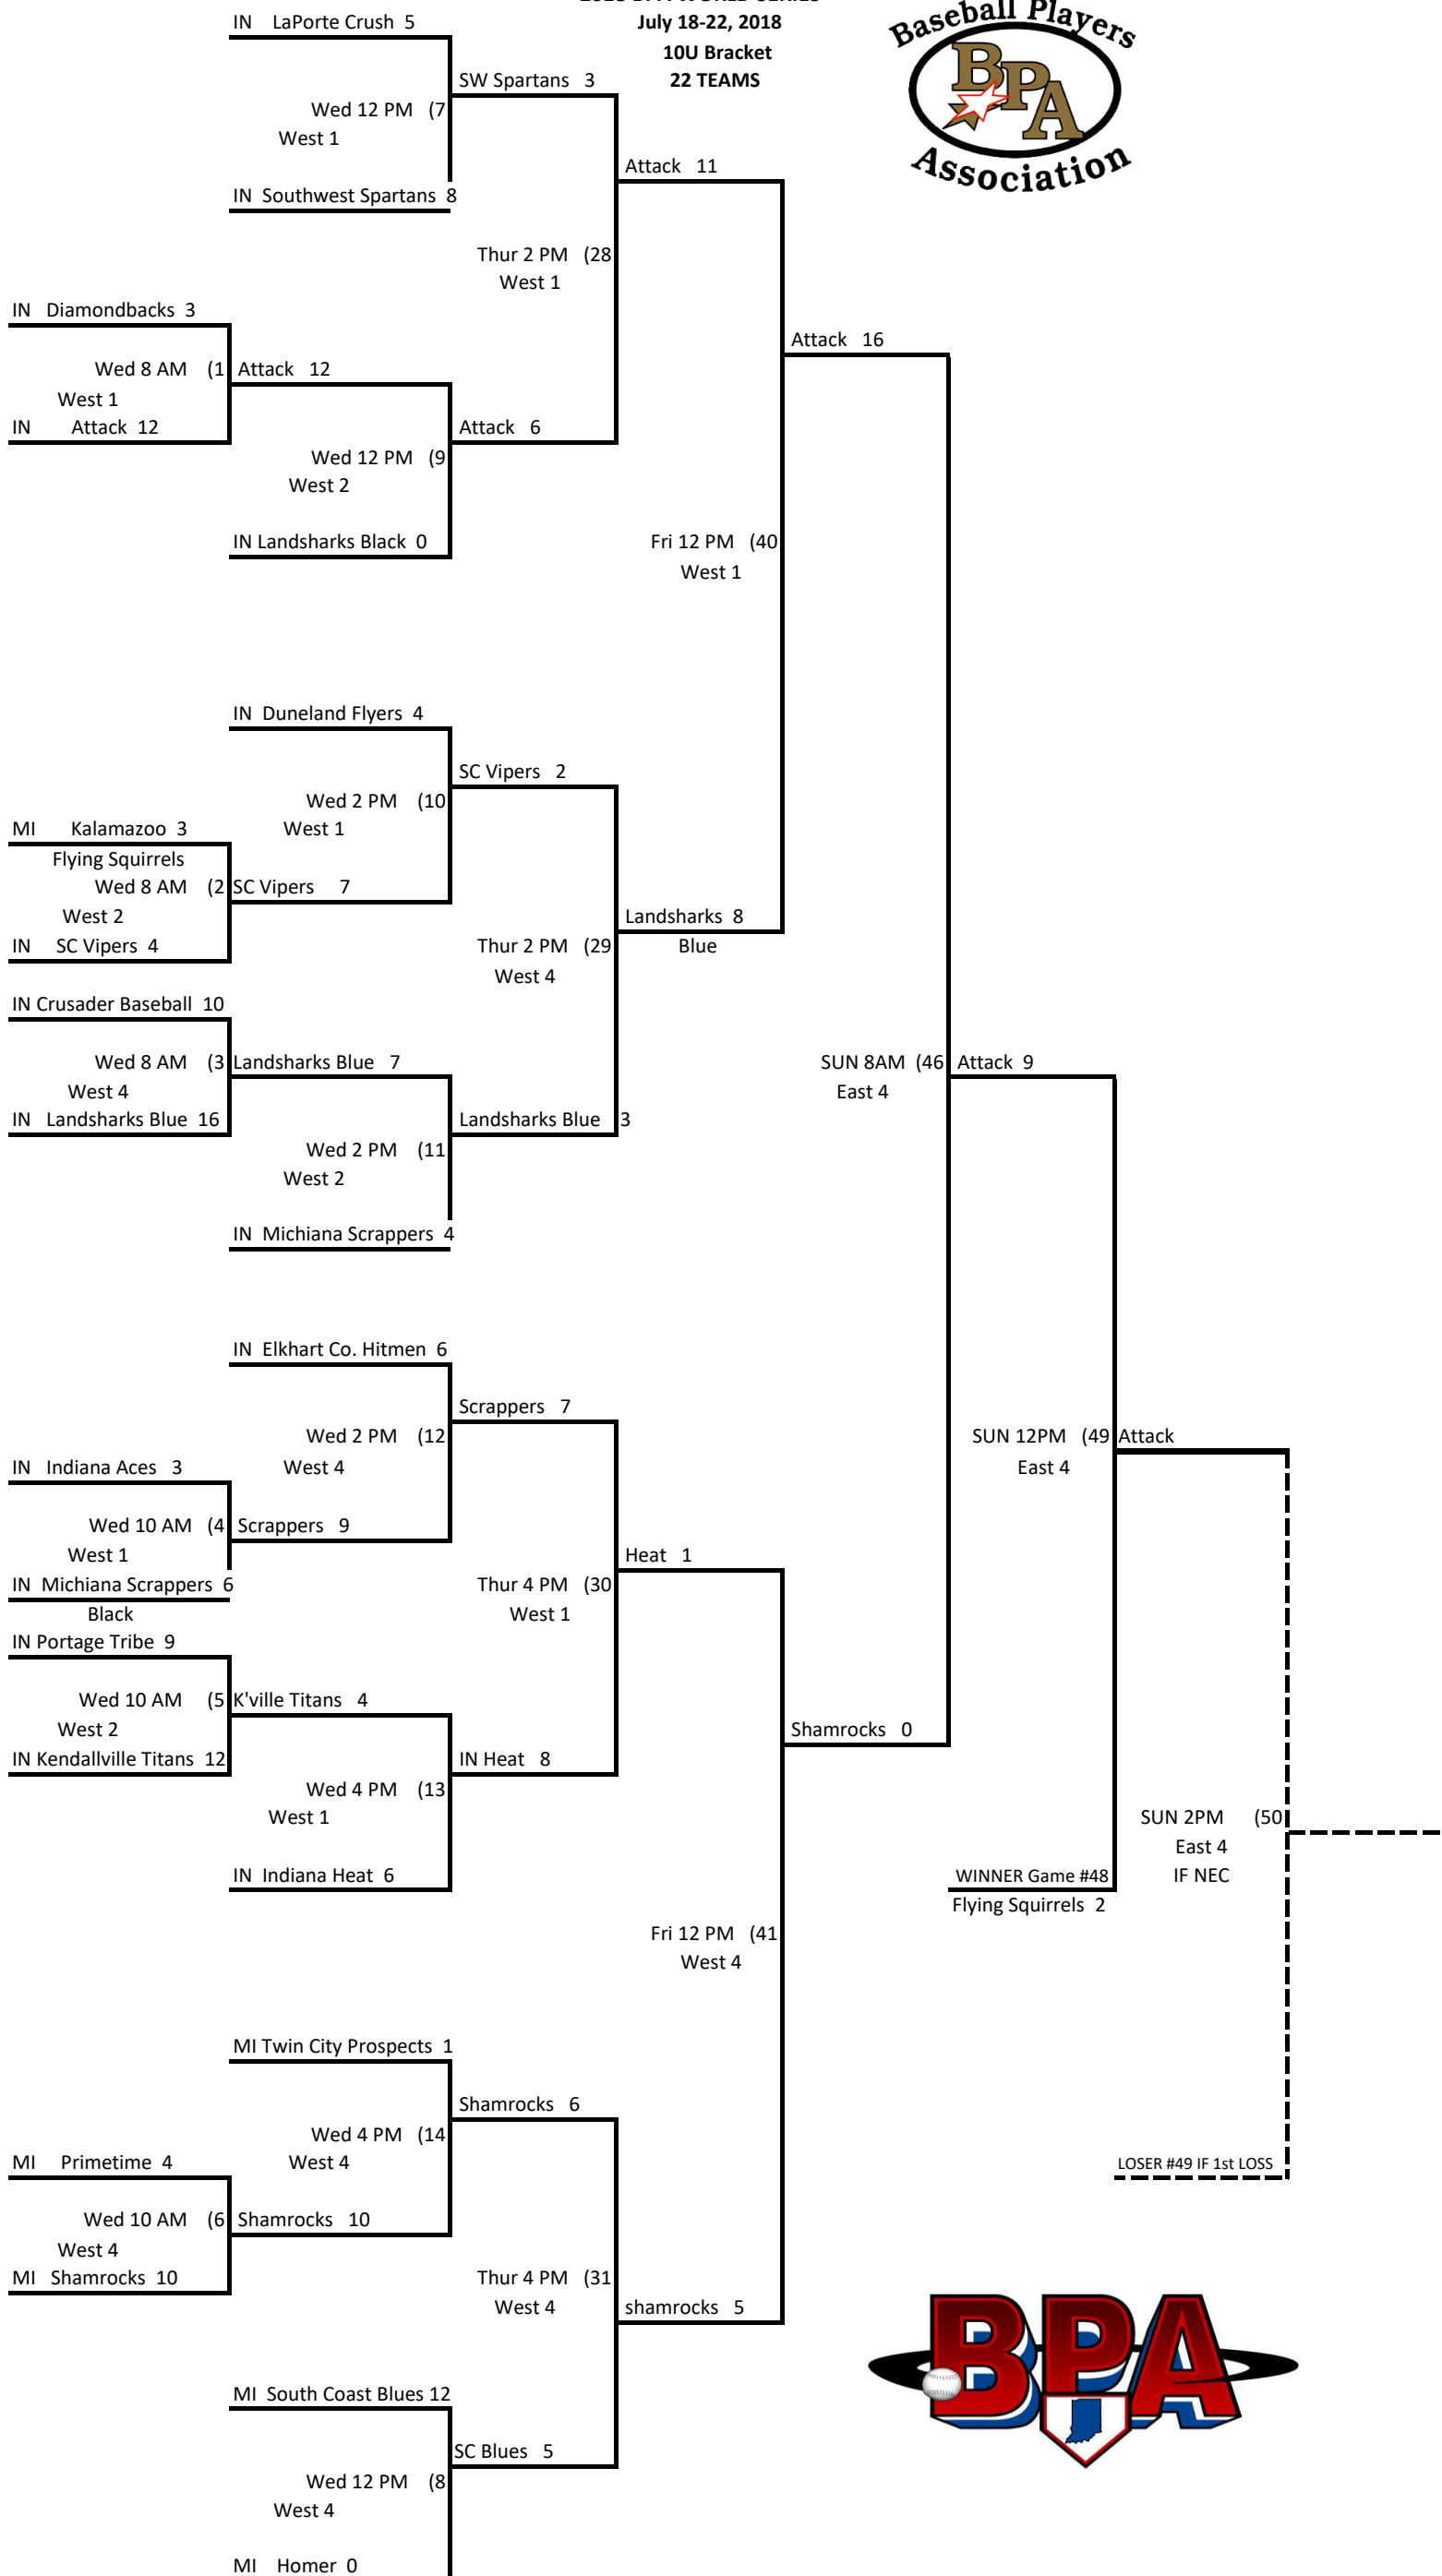 IN LaPorte Crush 5
July 18-22, 2018
10U Bracket
22 TEAMS
Baseball Players
BPA
Association
SW Spartans 3
Wed 12 PM (7
West 1
Attack 11
IN Southwest Spartans 8
Thur 2 PM (28
West 1
IN Diamondbacks 3
Attack 16
Wed 8 AM (1 Attack 12
West 1
IN Attack 12
Attack 6
Wed 12 PM (9
West 2
IN Landsharks Black 0
Fri 12 PM (40
West 1
IN Duneland Flyers 4
SC Vipers 2
Wed 2 PM (10
West 1
MI Kalamazoo 3
Flying Squirrels
Wed 8 AM (2 SC Vipers 7
West 2
Landsharks 8
Blue
IN SC Vipers 4
Thur 2 PM (29
West 4
IN Crusader Baseball 10
Wed 8 AM (3 Landsharks Blue 7
West 4
SUN 8AM (46 Attack 9
East 4
IN Landsharks Blue 16
Landsharks Blue 3
Wed 2 PM (11
West 2
IN Michiana Scrappers 4
IN Elkhart Co. Hitmen 6
Scrappers 7
Wed 2 PM (12
West 4
SUN 12PM (49 Attack
East 4
IN Indiana Aces 3
Wed 10 AM (4 Scrappers 9
West 1
Heat 1
IN Michiana Scrappers 6
Black
Thur 4 PM (30
West 1
IN Portage Tribe 9
Wed 10 AM (5 K'ville Titans 4
West 2
Shamrocks 0
IN Kendallville Titans 12
IN Heat 8
Wed 4 PM (13
West 1
SUN 2PM (50
East 4
IF NEC
IN Indiana Heat 6
WINNER Game #48
Flying Squirrels 2
Fri 12 PM (41
West 4
MI Twin City Prospects 1
Shamrocks 6
Wed 4 PM (14
West 4
MI Primetime 4
LOSER #49 IF 1st LOSS
Wed 10 AM (6 Shamrocks 10
West 4
MI Shamrocks 10
Thur 4 PM (31
West 4
shamrocks 5
BPA
MI South Coast Blues 12
SC Blues 5
Wed 12 PM (8
West 4
MI Homer 0